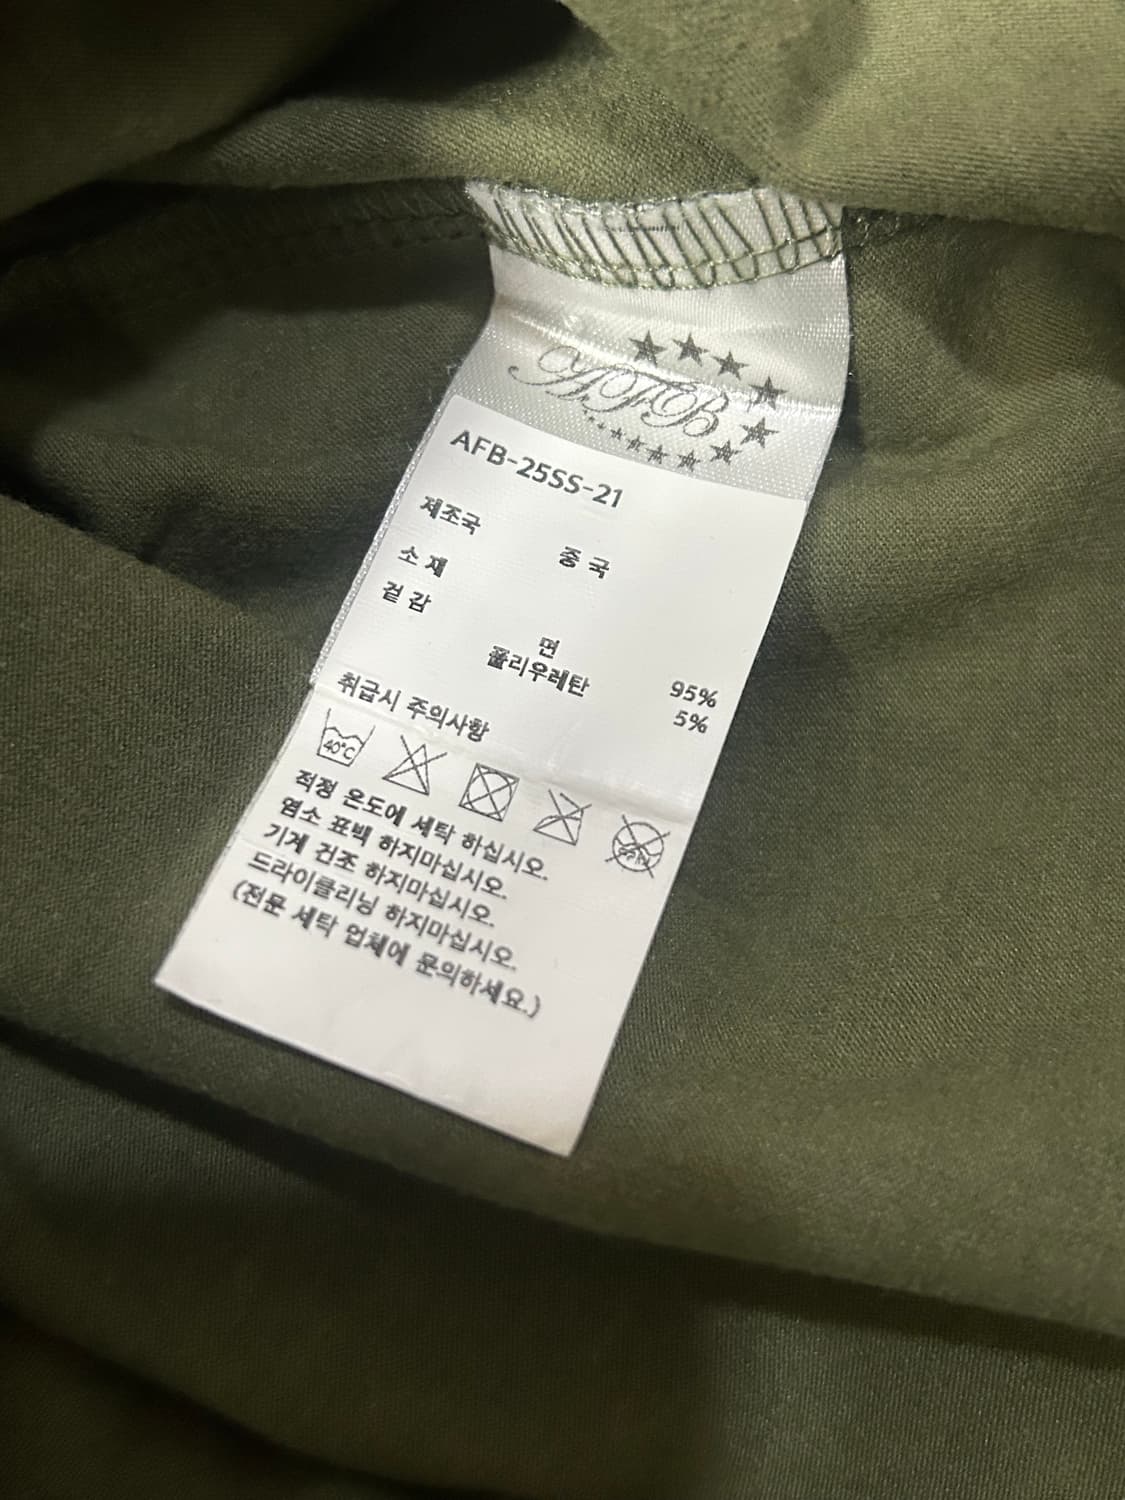 AFB
AFB-25SS-21
제조국 중국
소재
겉감
면 95%
폴리우레탄 5%
취급시 주의사항
40°C
적정 온도에 세탁 하십시오.
염소 표백 하지마십시오.
기계 건조 하지마십시오.
드라이클리닝 하지마십시오.
(전문 세탁 업체에 문의하세요.)